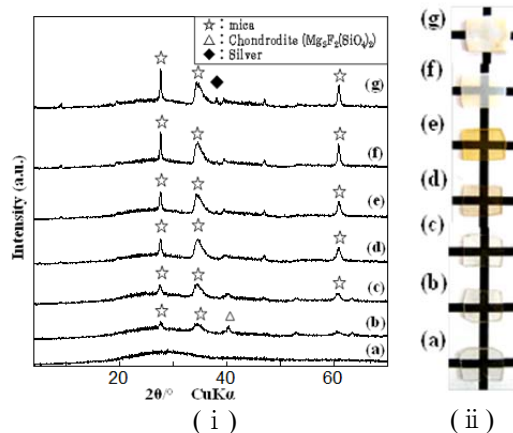 ☆: mica
△: Chondrodite (Mg₅F₂(SiO₄)₂)
◆: Silver
Intensity (a.u.)
(g)
(f)
(e)
(d)
(c)
(b)
(a)
20
40
60
2θ/° CuKα
(i)
(g)
(f)
(e)
(d)
(c)
(b)
(a)
(ii)